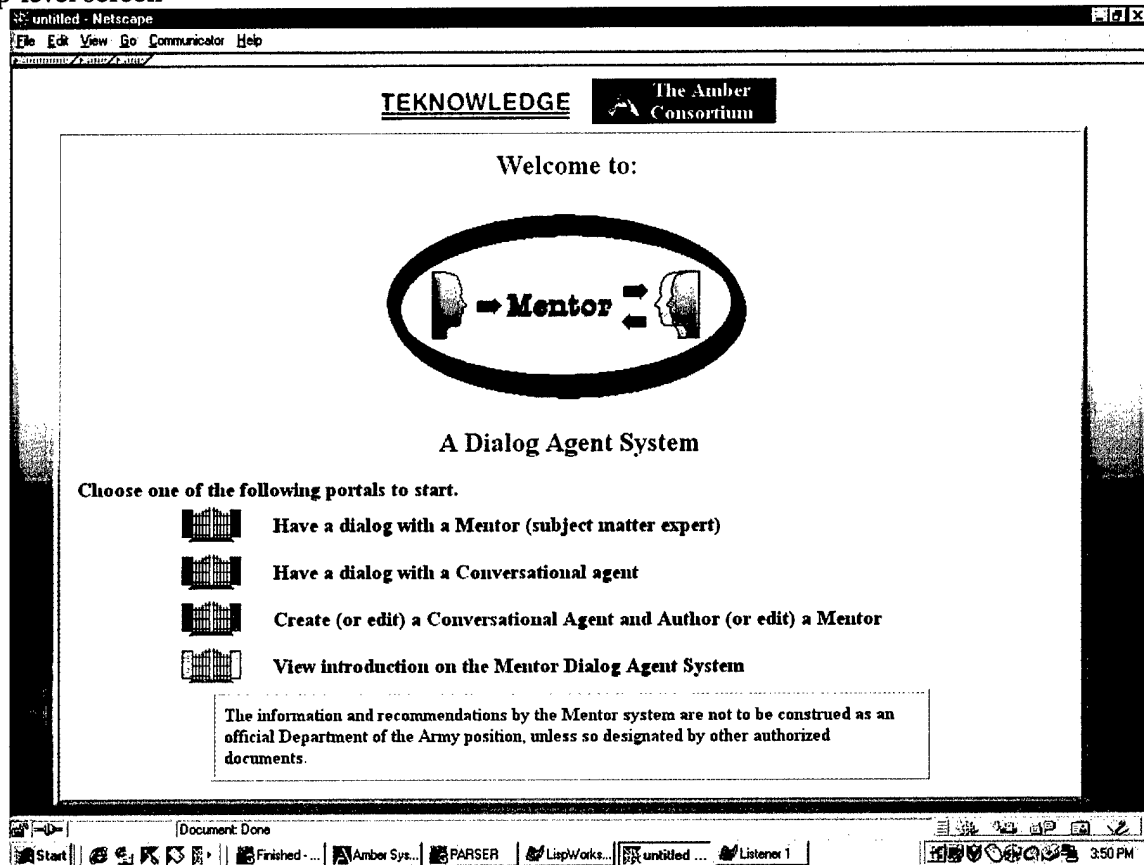 p level screen
untitled - Netscape
File Edit View Go Communicator Help
TEKNOWLEDGE
The Amber
Consortium
Welcome to:
Mentor
A Dialog Agent System
Choose one of the following portals to start.
Have a dialog with a Mentor (subject matter expert)
Have a dialog with a Conversational agent
Create (or edit) a Conversational Agent and Author (or edit) a Mentor
View introduction on the Mentor Dialog Agent System
The information and recommendations by the Mentor system are not to be construed as an
official Department of the Army position, unless so designated by other authorized
documents.
Document: Done
Start Finished - ... Amber Sys... PARSER LispWorks... untitled ... Listener 1 3:50 PM